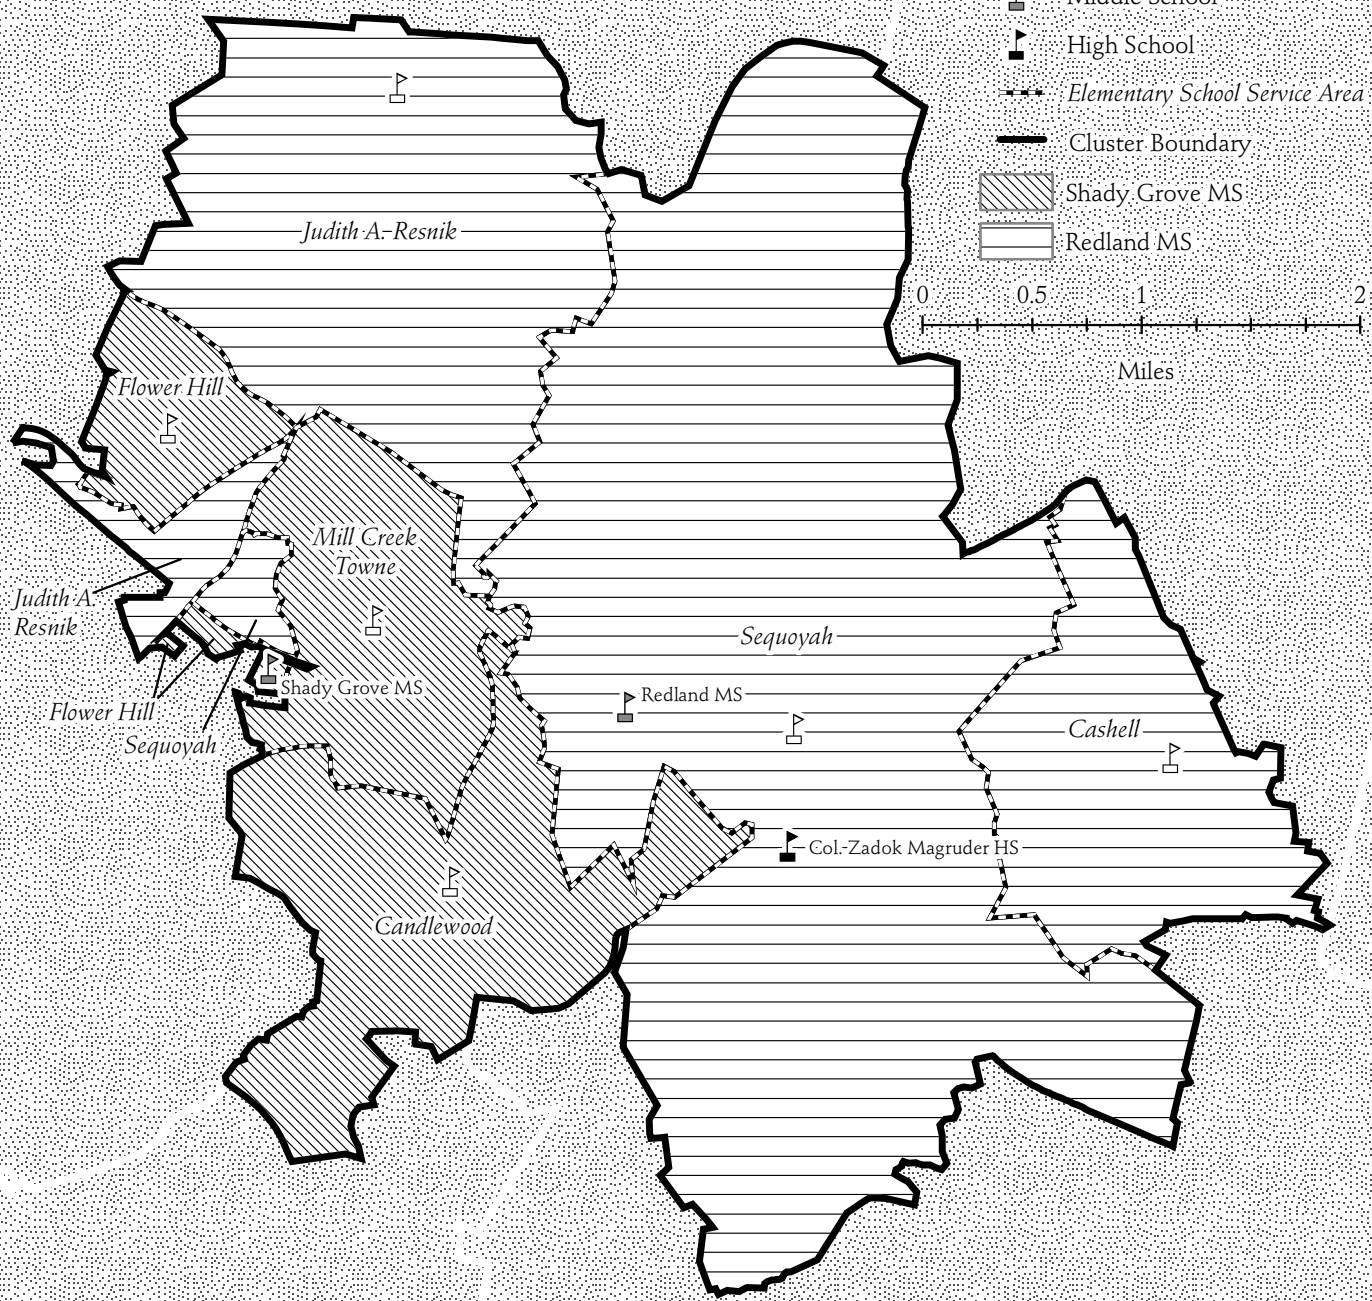 Middle School
High School
Elementary School Service Area
Cluster Boundary
Shady Grove MS
Redland MS
0 0.5 1 2
Miles
Judith A. Resnik
Flower Hill
Mill Creek
Towne
Judith A.
Resnik
Sequoyah
Shady Grove MS
Redland MS
Flower Hill
Sequoyah
Cashell
Col. Zadok Magruder HS
Candlewood